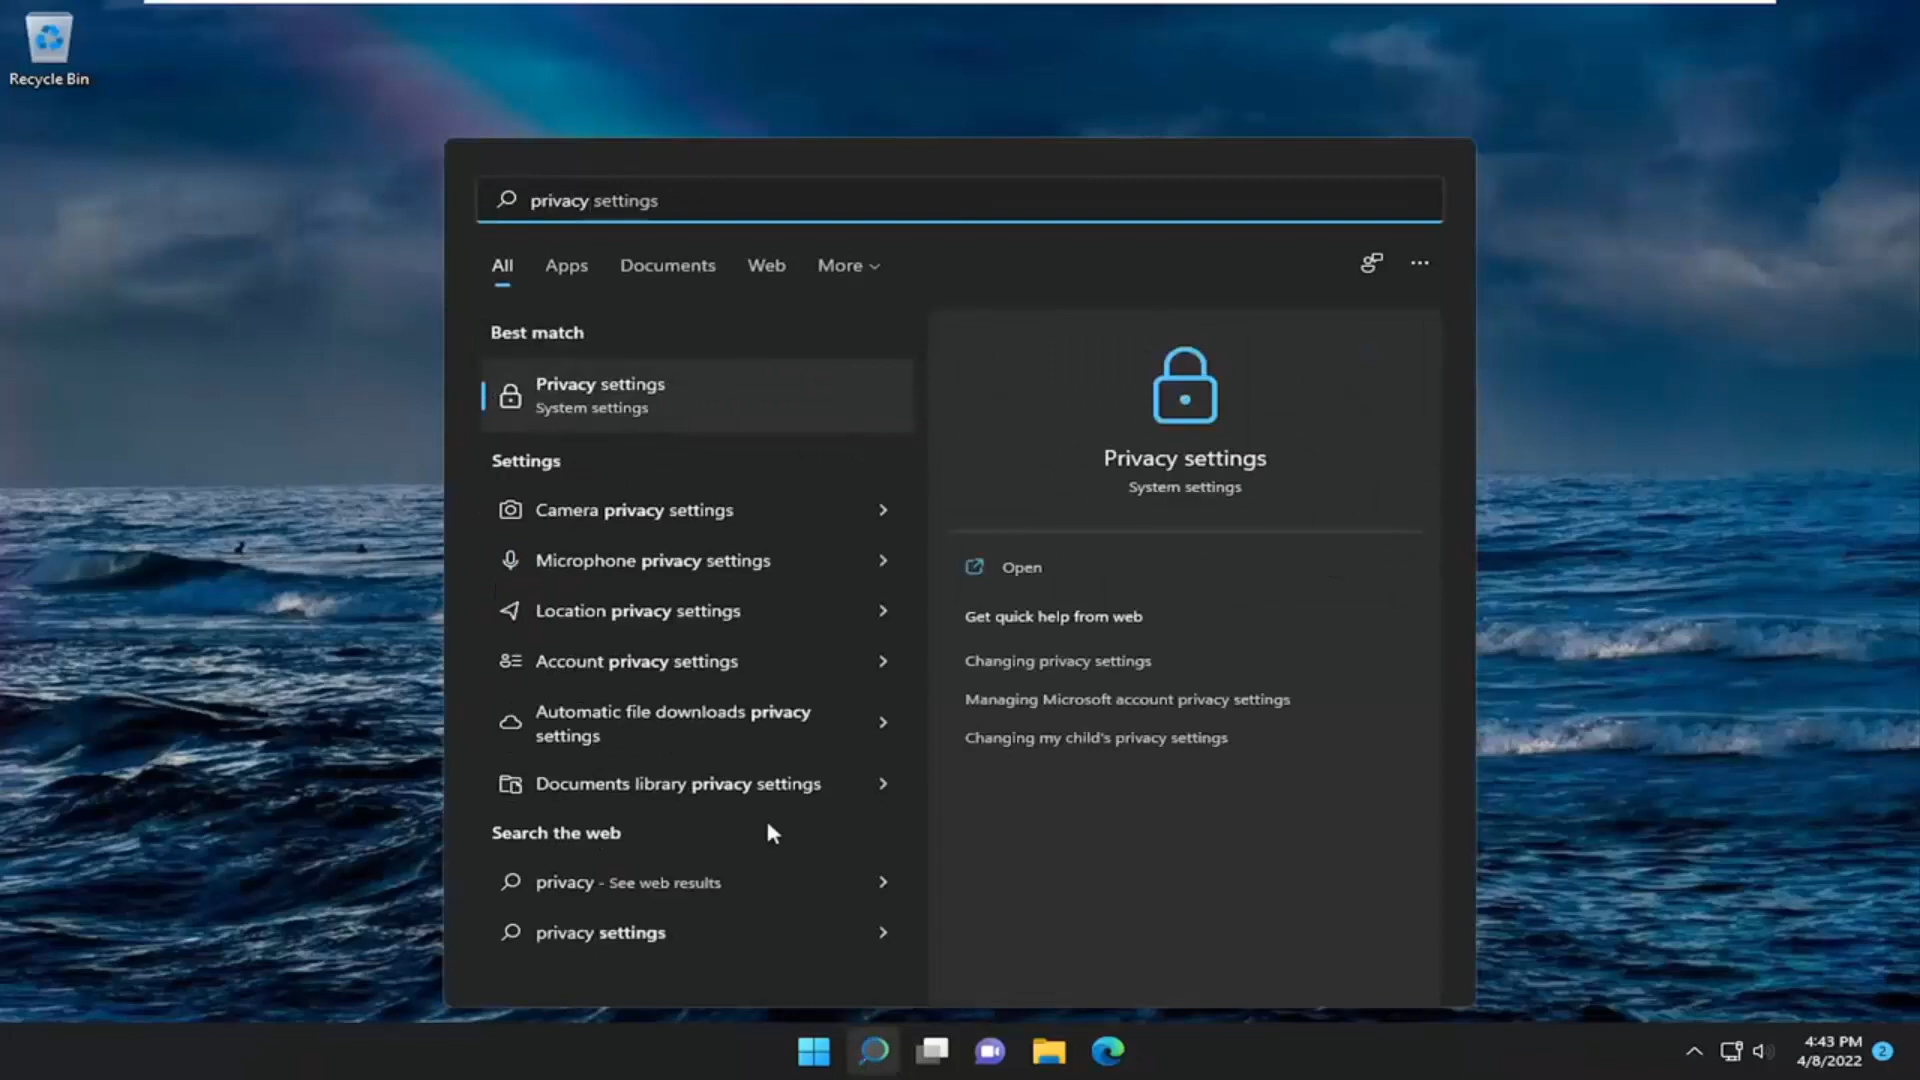 Recycle Bin
privacy settings
All Apps Documents Web More
Best match
Privacy settings
System settings
Settings
Camera privacy settings
Microphone privacy settings
Location privacy settings
Account privacy settings
Automatic file downloads privacy
settings
Documents library privacy settings
Search the web
privacy - See web results
privacy settings
Privacy settings
System settings
Open
Get quick help from web
Changing privacy settings
Managing Microsoft account privacy settings
Changing my child's privacy settings
4:43 PM
4/8/2022
2